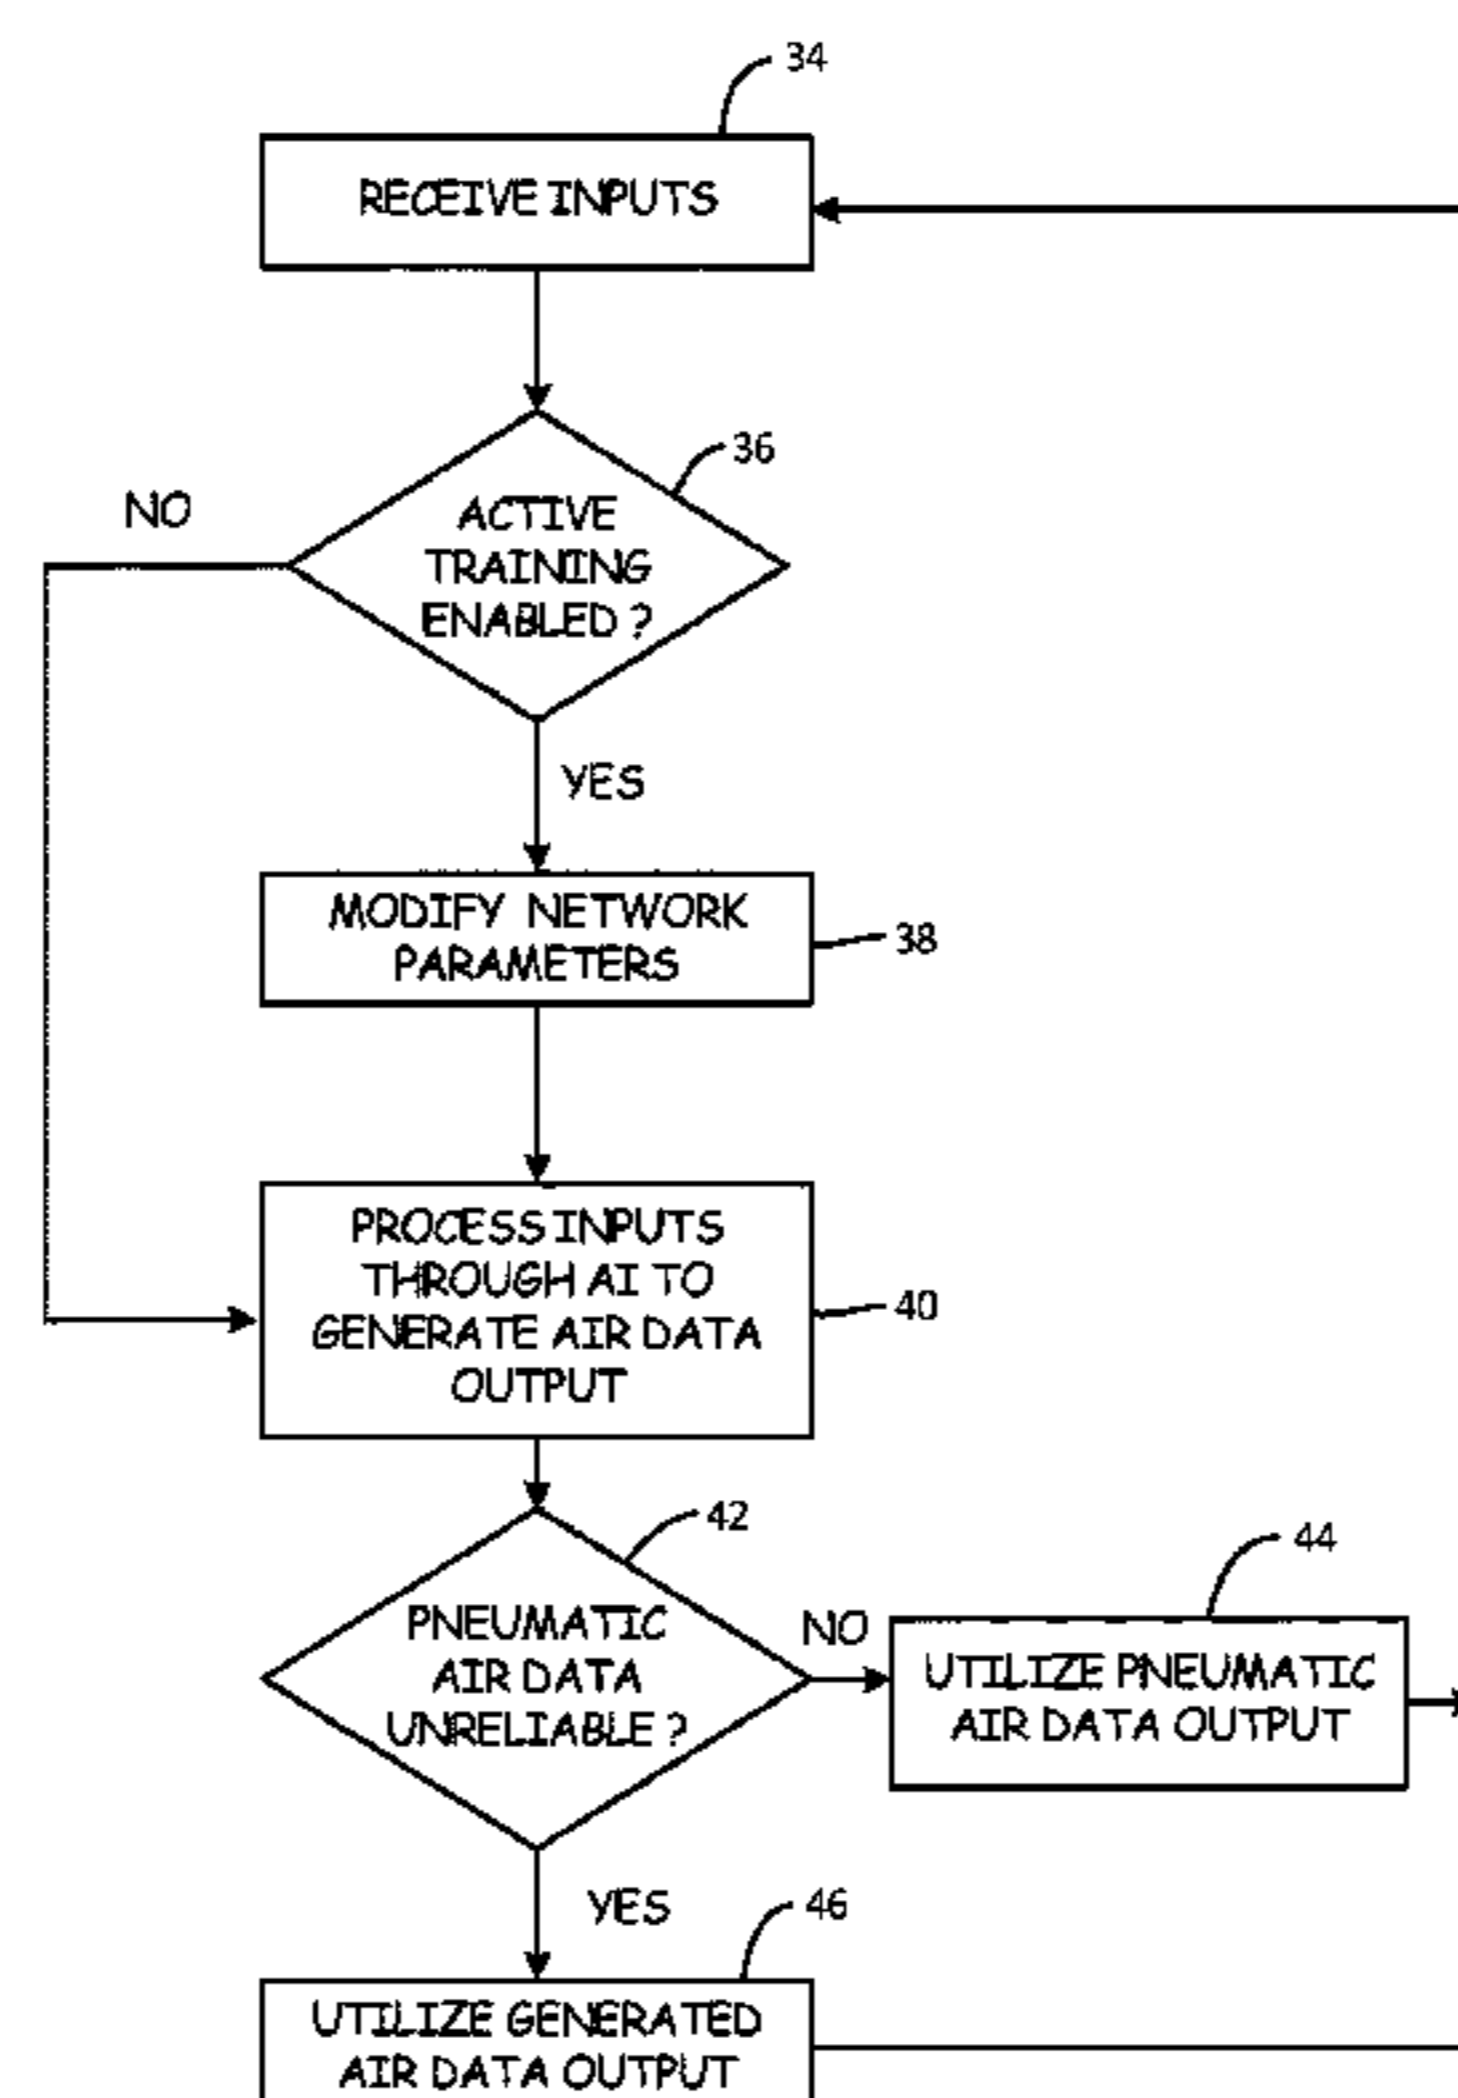 34
RECEIVE INPUTS
36
NO
ACTIVE
TRAINING
ENABLED ?
YES
MODIFY NETWORK
PARAMETERS
38
PROCESS INPUTS
THROUGH AI TO
GENERATE AIR DATA
OUTPUT
40
42
44
PNEUMATIC
AIR DATA
UNRELIABLE ?
NO
UTILIZE PNEUMATIC
AIR DATA OUTPUT
YES
46
UTILIZE GENERATED
AIR DATA OUTPUT